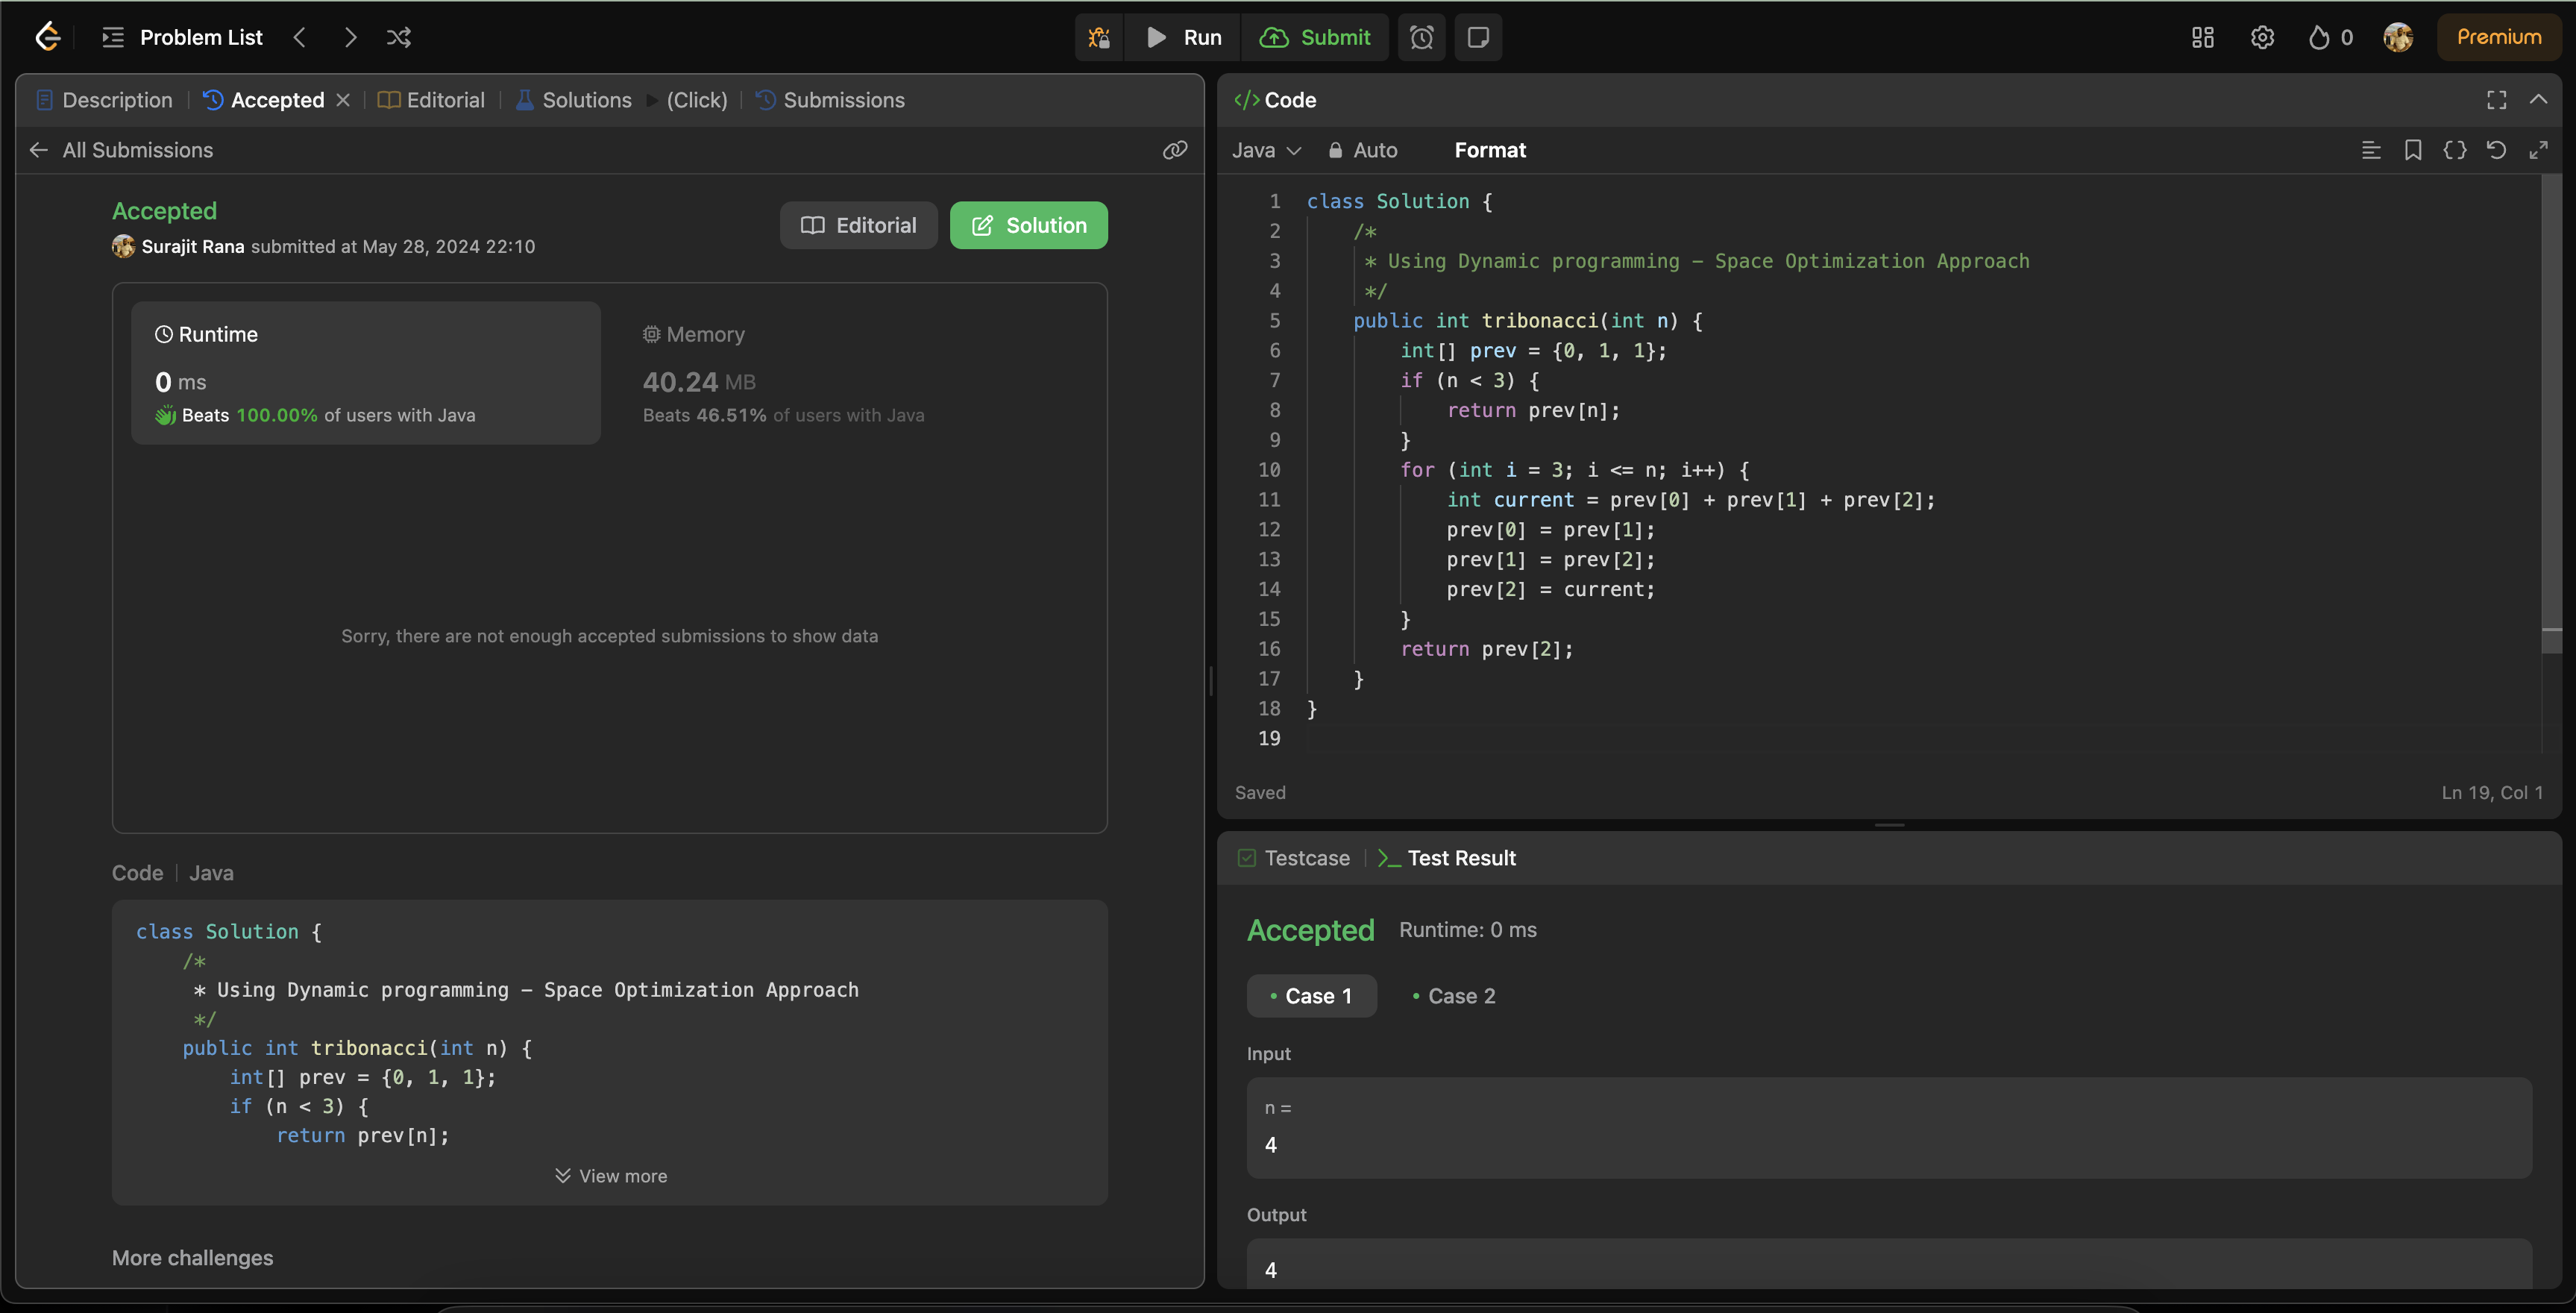 Problem List
Run
Submit
0
Premium
Description
Accepted
Editorial
Solutions
(Click)
Submissions
All Submissions
Accepted
Surajit Rana submitted at May 28, 2024 22:10
Editorial
Solution
Runtime
0 ms
Beats 100.00% of users with Java
Memory
40.24 MB
Beats 46.51% of users with Java
Sorry, there are not enough accepted submissions to show data
Code | Java
class Solution {
/*
* Using Dynamic programming – Space Optimization Approach
*/
public int tribonacci(int n) {
int[] prev = {0, 1, 1};
if (n < 3) {
return prev[n];
View more
More challenges
</> Code
Java
Auto
Format
1 class Solution {
2 /*
3 * Using Dynamic programming – Space Optimization Approach
4 */
5 public int tribonacci(int n) {
6 int[] prev = {0, 1, 1};
7 if (n < 3) {
8 return prev[n];
9 }
10 for (int i = 3; i <= n; i++) {
11 int current = prev[0] + prev[1] + prev[2];
12 prev[0] = prev[1];
13 prev[1] = prev[2];
14 prev[2] = current;
15 }
16 return prev[2];
17 }
18 }
19
Saved
Ln 19, Col 1
Testcase
Test Result
Accepted
Runtime: 0 ms
• Case 1
• Case 2
Input
n =
4
Output
4